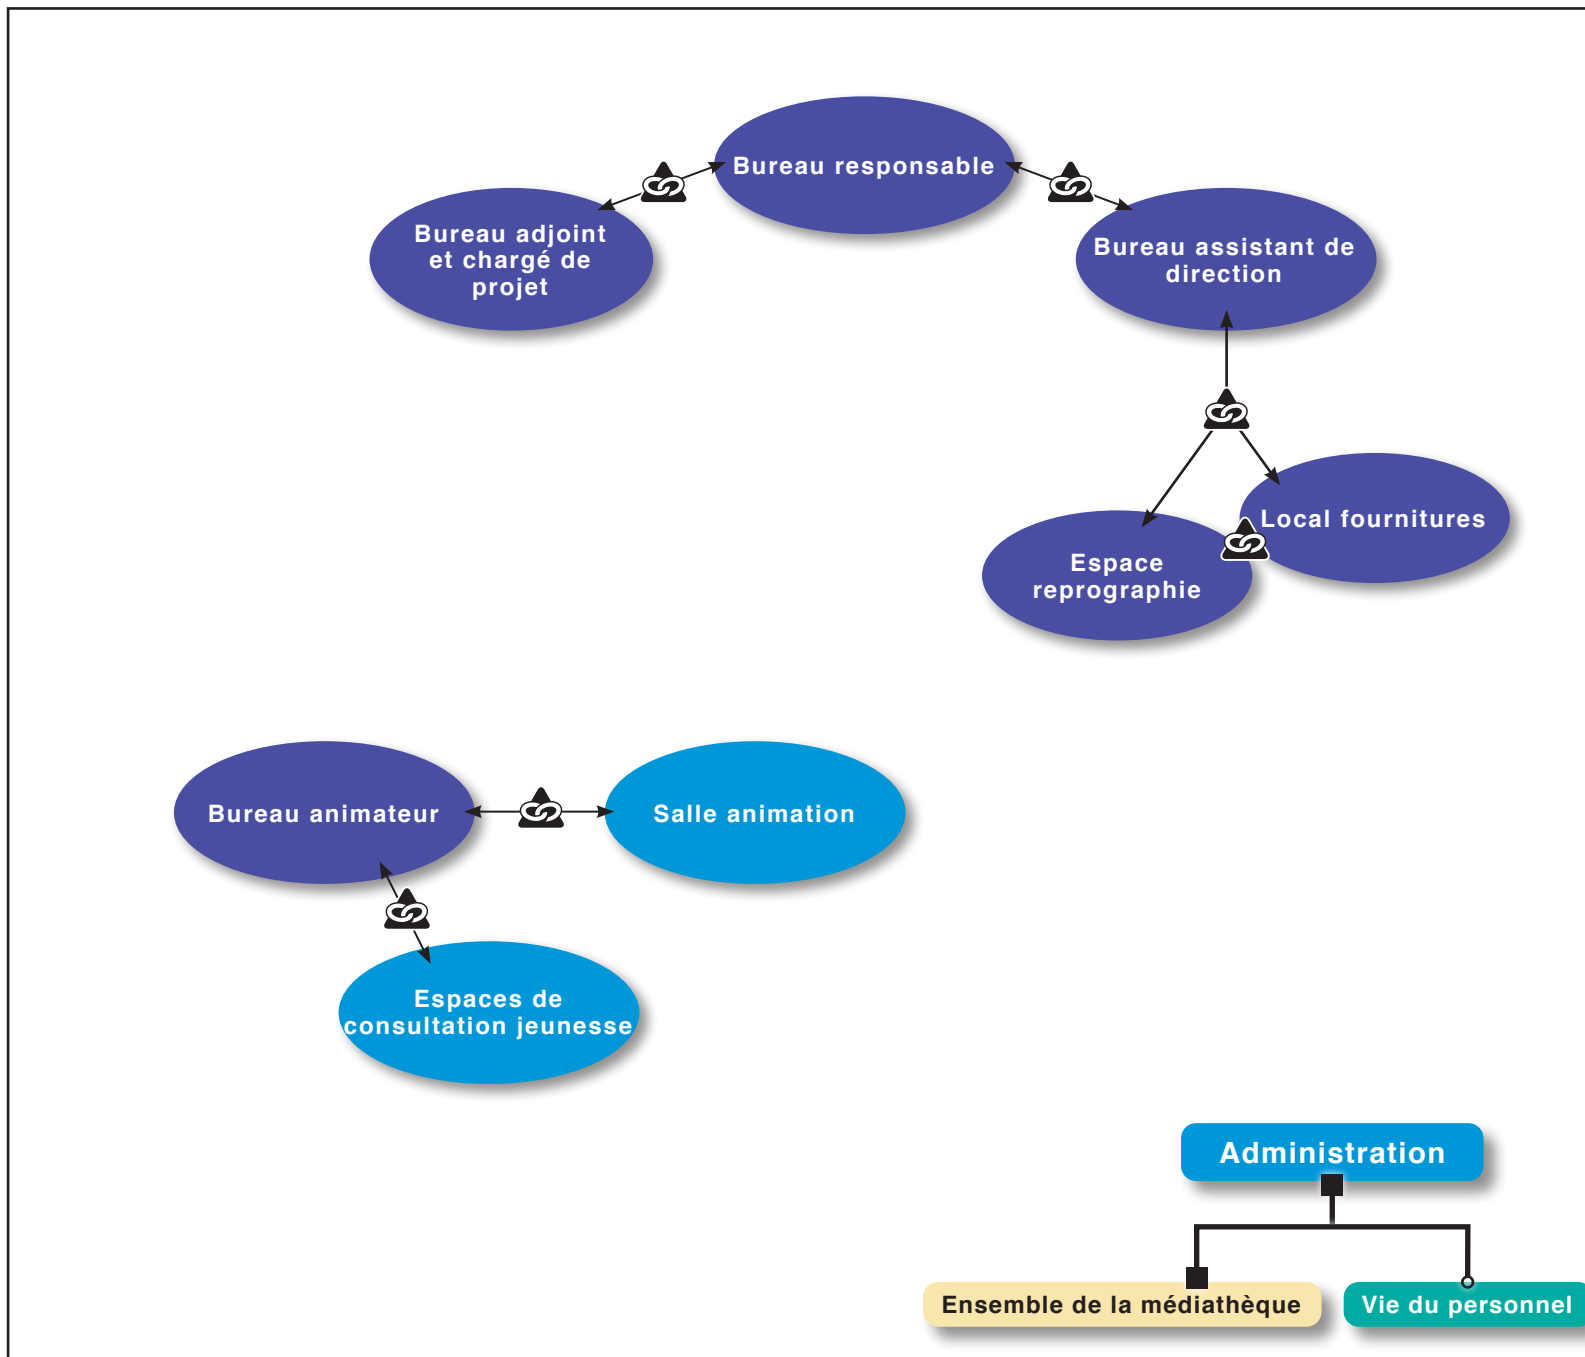 Bureau responsable
Bureau adjoint
et chargé de
projet
Bureau assistant de
direction
Local fournitures
Espace
reprographie
Bureau animateur
Salle animation
Espaces de
consultation jeunesse
Administration
Ensemble de la médiathèque
Vie du personnel